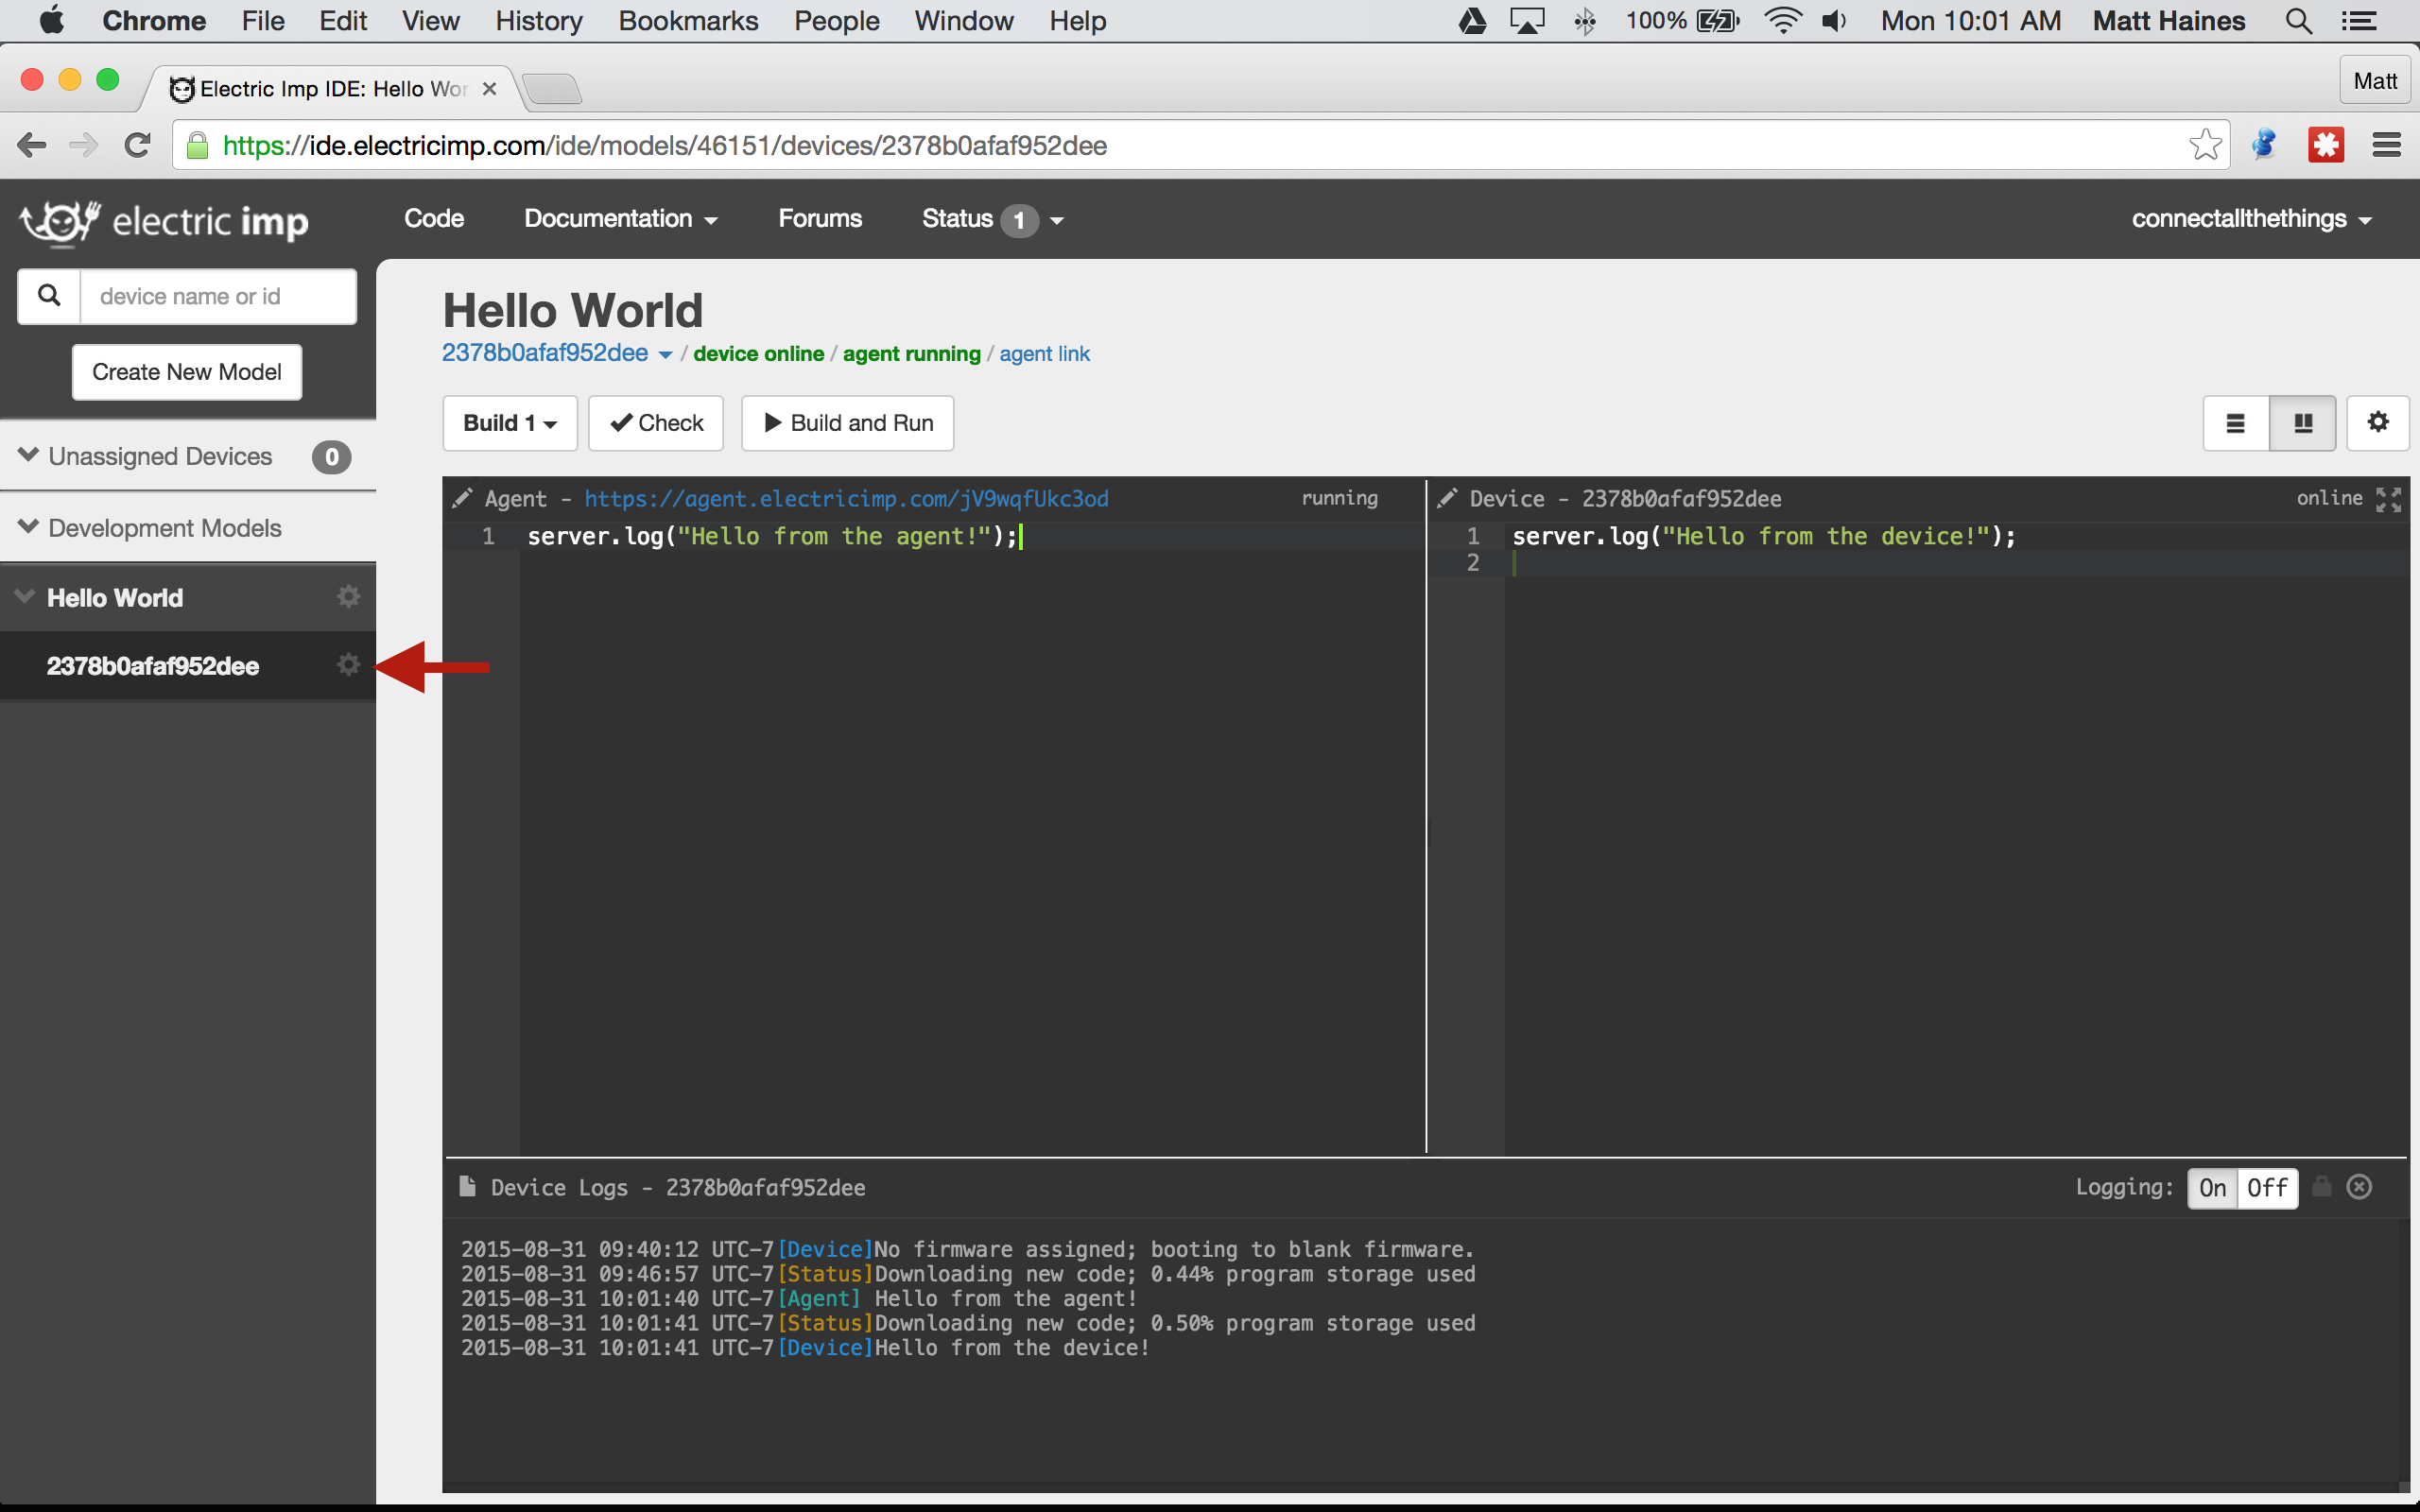 Chrome File Edit View History Bookmarks People Window Help 100% Mon 10:01 AM Matt Haines
Electric Imp IDE: Hello Wor Matt
https://ide.electricimp.com/ide/models/46151/devices/2378b0afaf952dee
electric imp Code Documentation Forums Status 1 connectallthethings
device name or id
Create New Model
Unassigned Devices 0
Development Models
Hello World
2378b0afaf952dee
Hello World
2378b0afaf952dee / device online / agent running / agent link
Build 1 Check Build and Run
Agent - https://agent.electricimp.com/jV9wqfUkc3od running
1 server.log("Hello from the agent!");
Device - 2378b0afaf952dee online
1 server.log("Hello from the device!");
2
Device Logs - 2378b0afaf952dee Logging: On Off
2015-08-31 09:40:12 UTC-7[Device]No firmware assigned; booting to blank firmware.
2015-08-31 09:46:57 UTC-7[Status]Downloading new code; 0.44% program storage used
2015-08-31 10:01:40 UTC-7[Agent] Hello from the agent!
2015-08-31 10:01:41 UTC-7[Status]Downloading new code; 0.50% program storage used
2015-08-31 10:01:41 UTC-7[Device]Hello from the device!